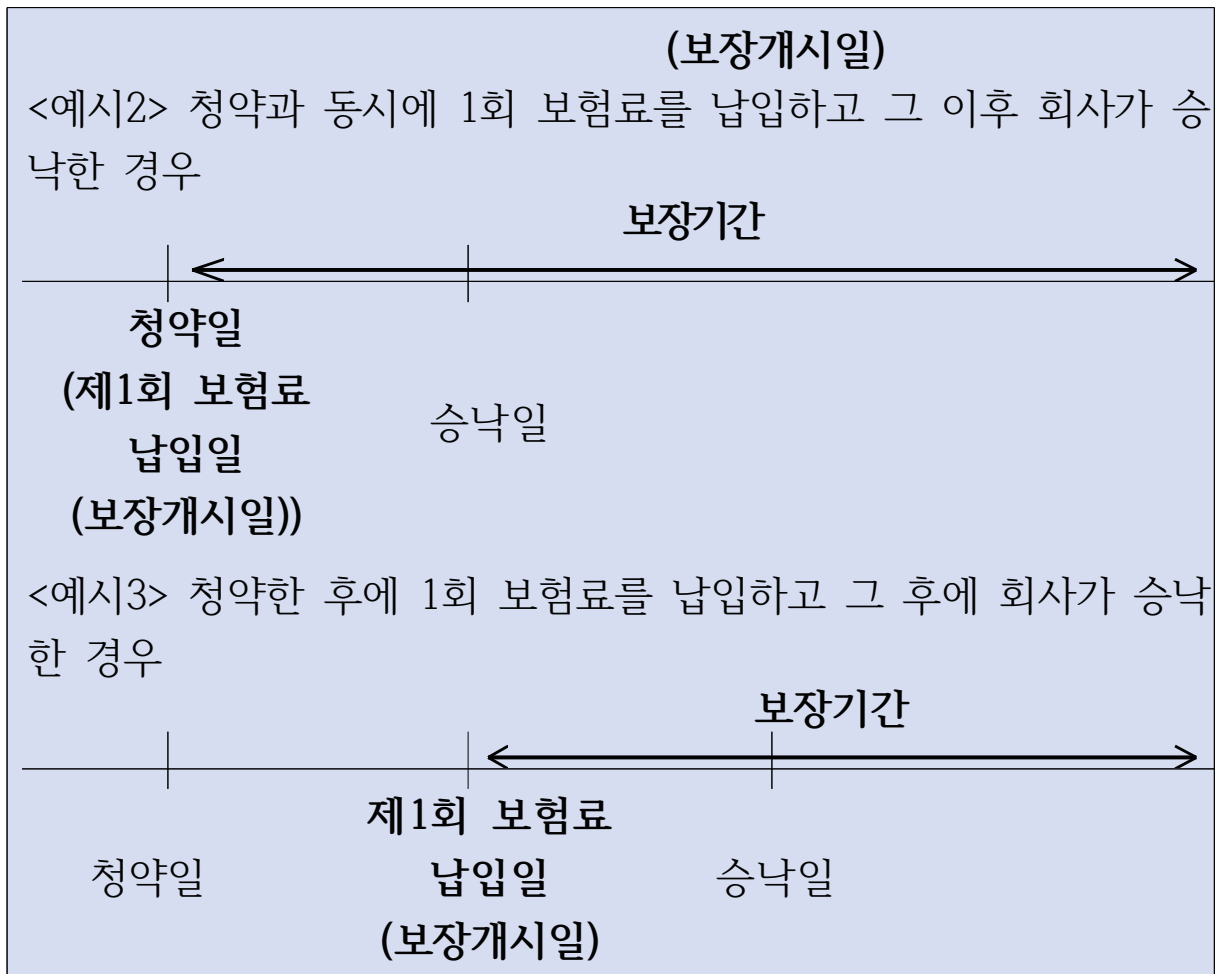 (보장개시일)
<예시2> 청약과 동시에 1회 보험료를 납입하고 그 이후 회사가 승
낙한 경우
보장기간
청약일
(제1회 보험료
납입일
(보장개시일))
승낙일
<예시3> 청약한 후에 1회 보험료를 납입하고 그 후에 회사가 승낙
한 경우
보장기간
청약일
제1회 보험료
납입일
(보장개시일)
승낙일